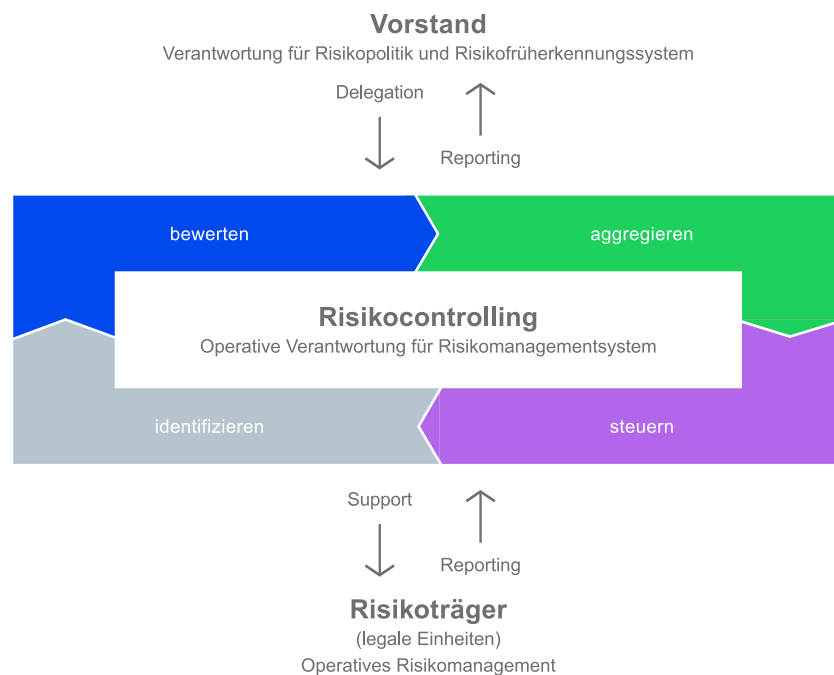 Vorstand
Verantwortung für Risikopolitik und Risikofrüherkennungssystem
Delegation
Reporting
bewerten
aggregieren
Risikocontrolling
Operative Verantwortung für Risikomanagementsystem
identifizieren
steuern
Support
Reporting
Risikoträger
(legale Einheiten)
Operatives Risikomanagement